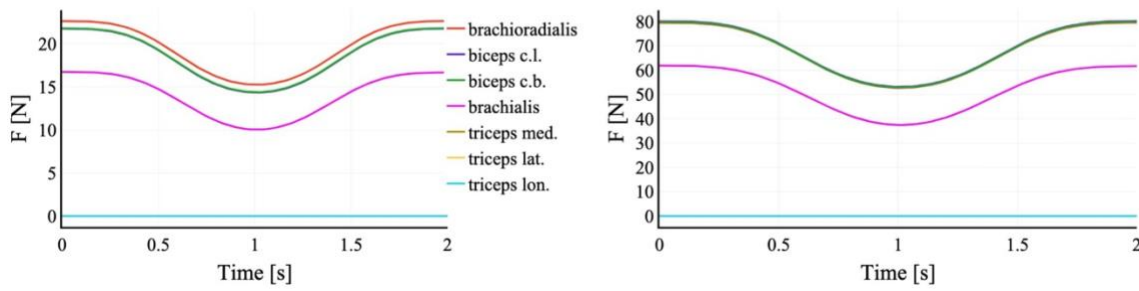 F [N]
20
15
10
5
0
0
0.5
1
1.5
2
Time [s]
brachioradialis
biceps c.l.
biceps c.b.
brachialis
triceps med.
triceps lat.
triceps lon.
F [N]
80
70
60
50
40
30
20
10
0
0
0.5
1
1.5
2
Time [s]